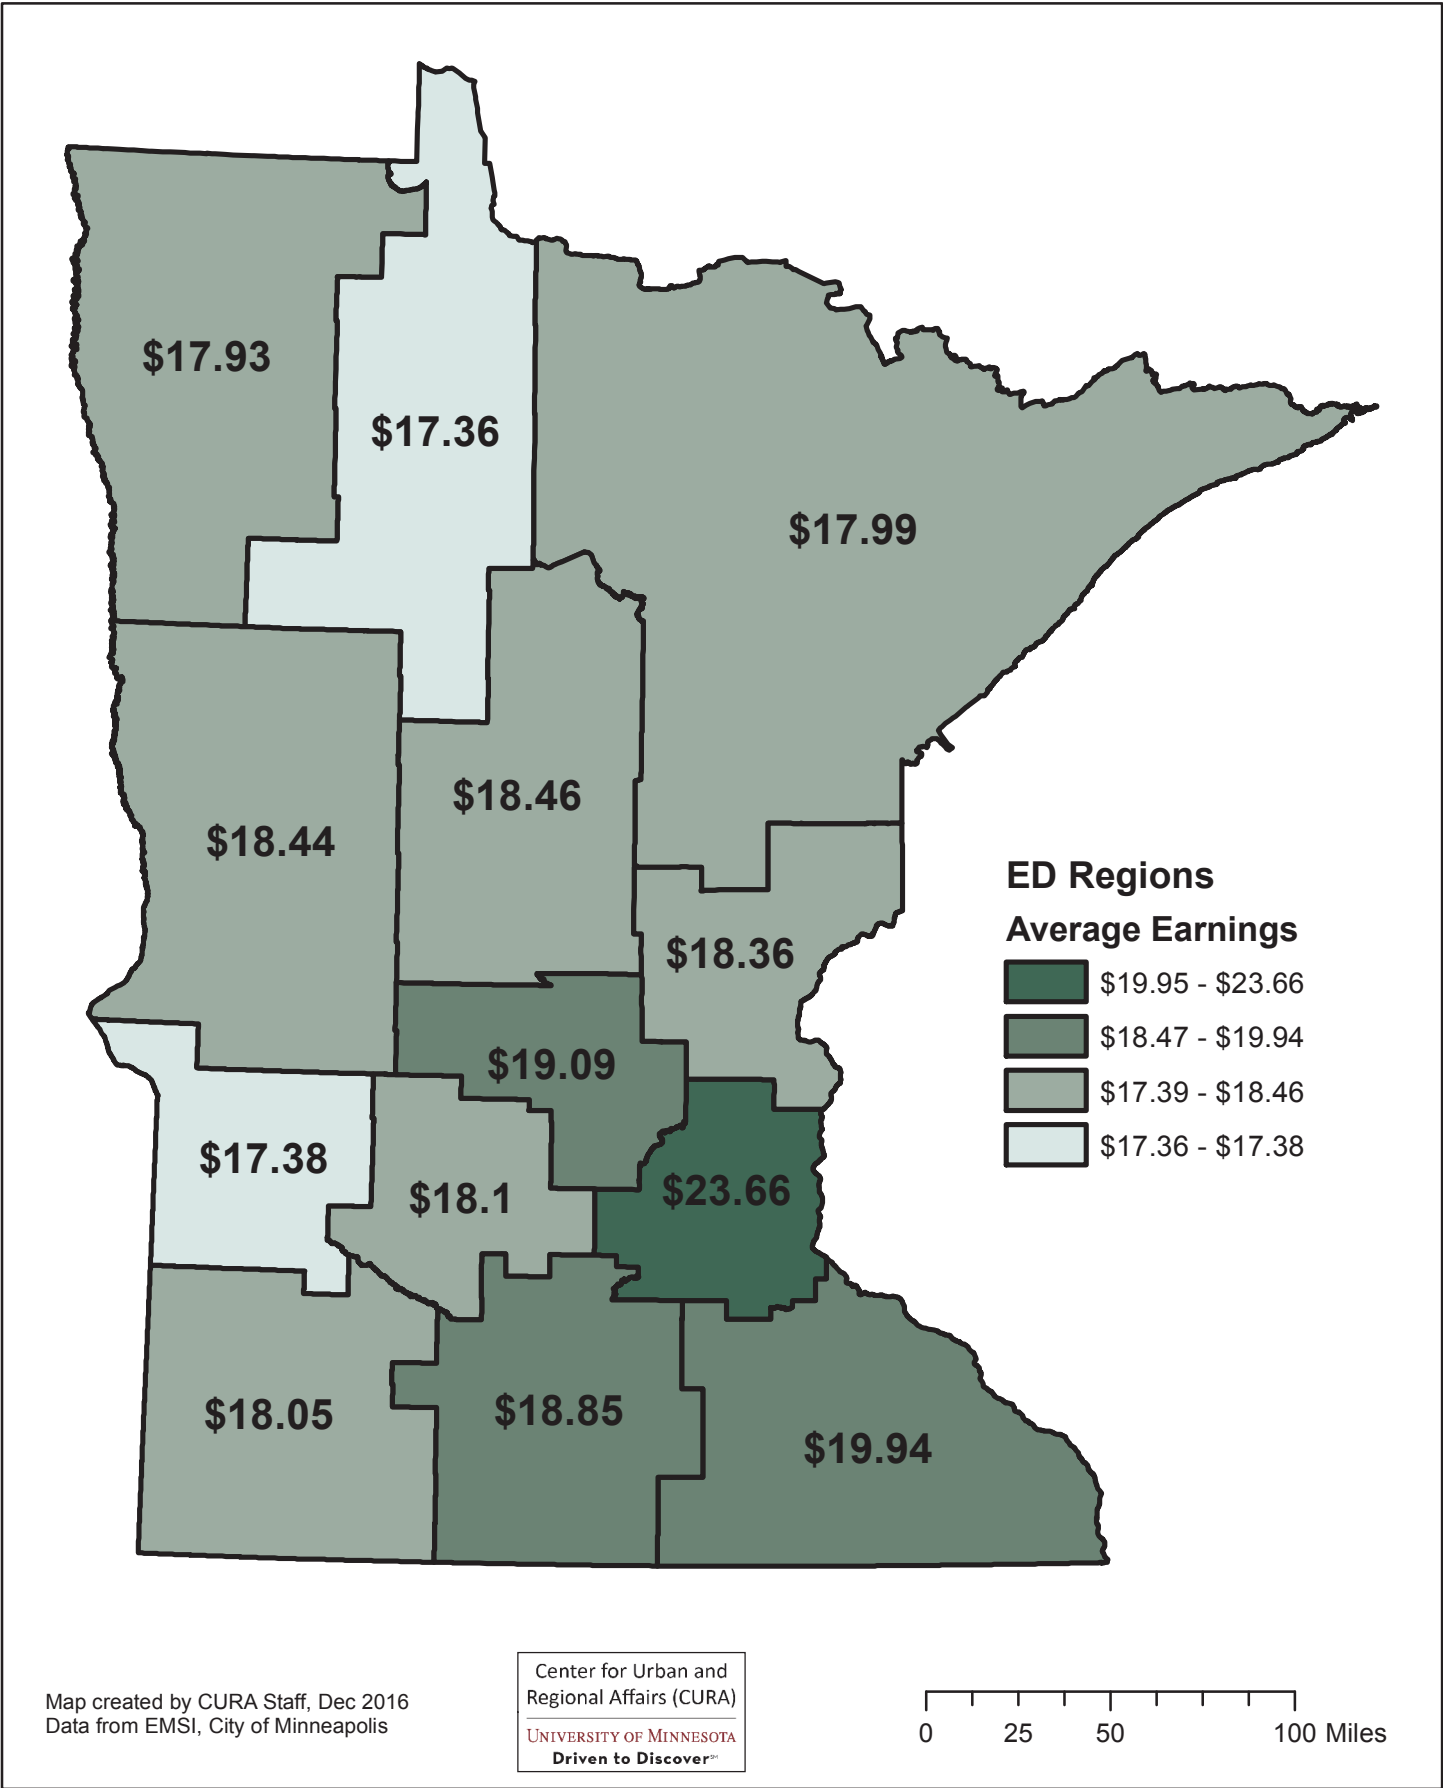 $17.93
$17.36
$17.99
$18.46
$18.44
$18.36
$19.09
$17.38
$18.1
$23.66
$18.05
$18.85
$19.94
ED Regions
Average Earnings
$19.95 - $23.66
$18.47 - $19.94
$17.39 - $18.46
$17.36 - $17.38
Map created by CURA Staff, Dec 2016
Data from EMSI, City of Minneapolis
Center for Urban and
Regional Affairs (CURA)
UNIVERSITY OF MINNESOTA
Driven to Discover℠
0 25 50 100 Miles